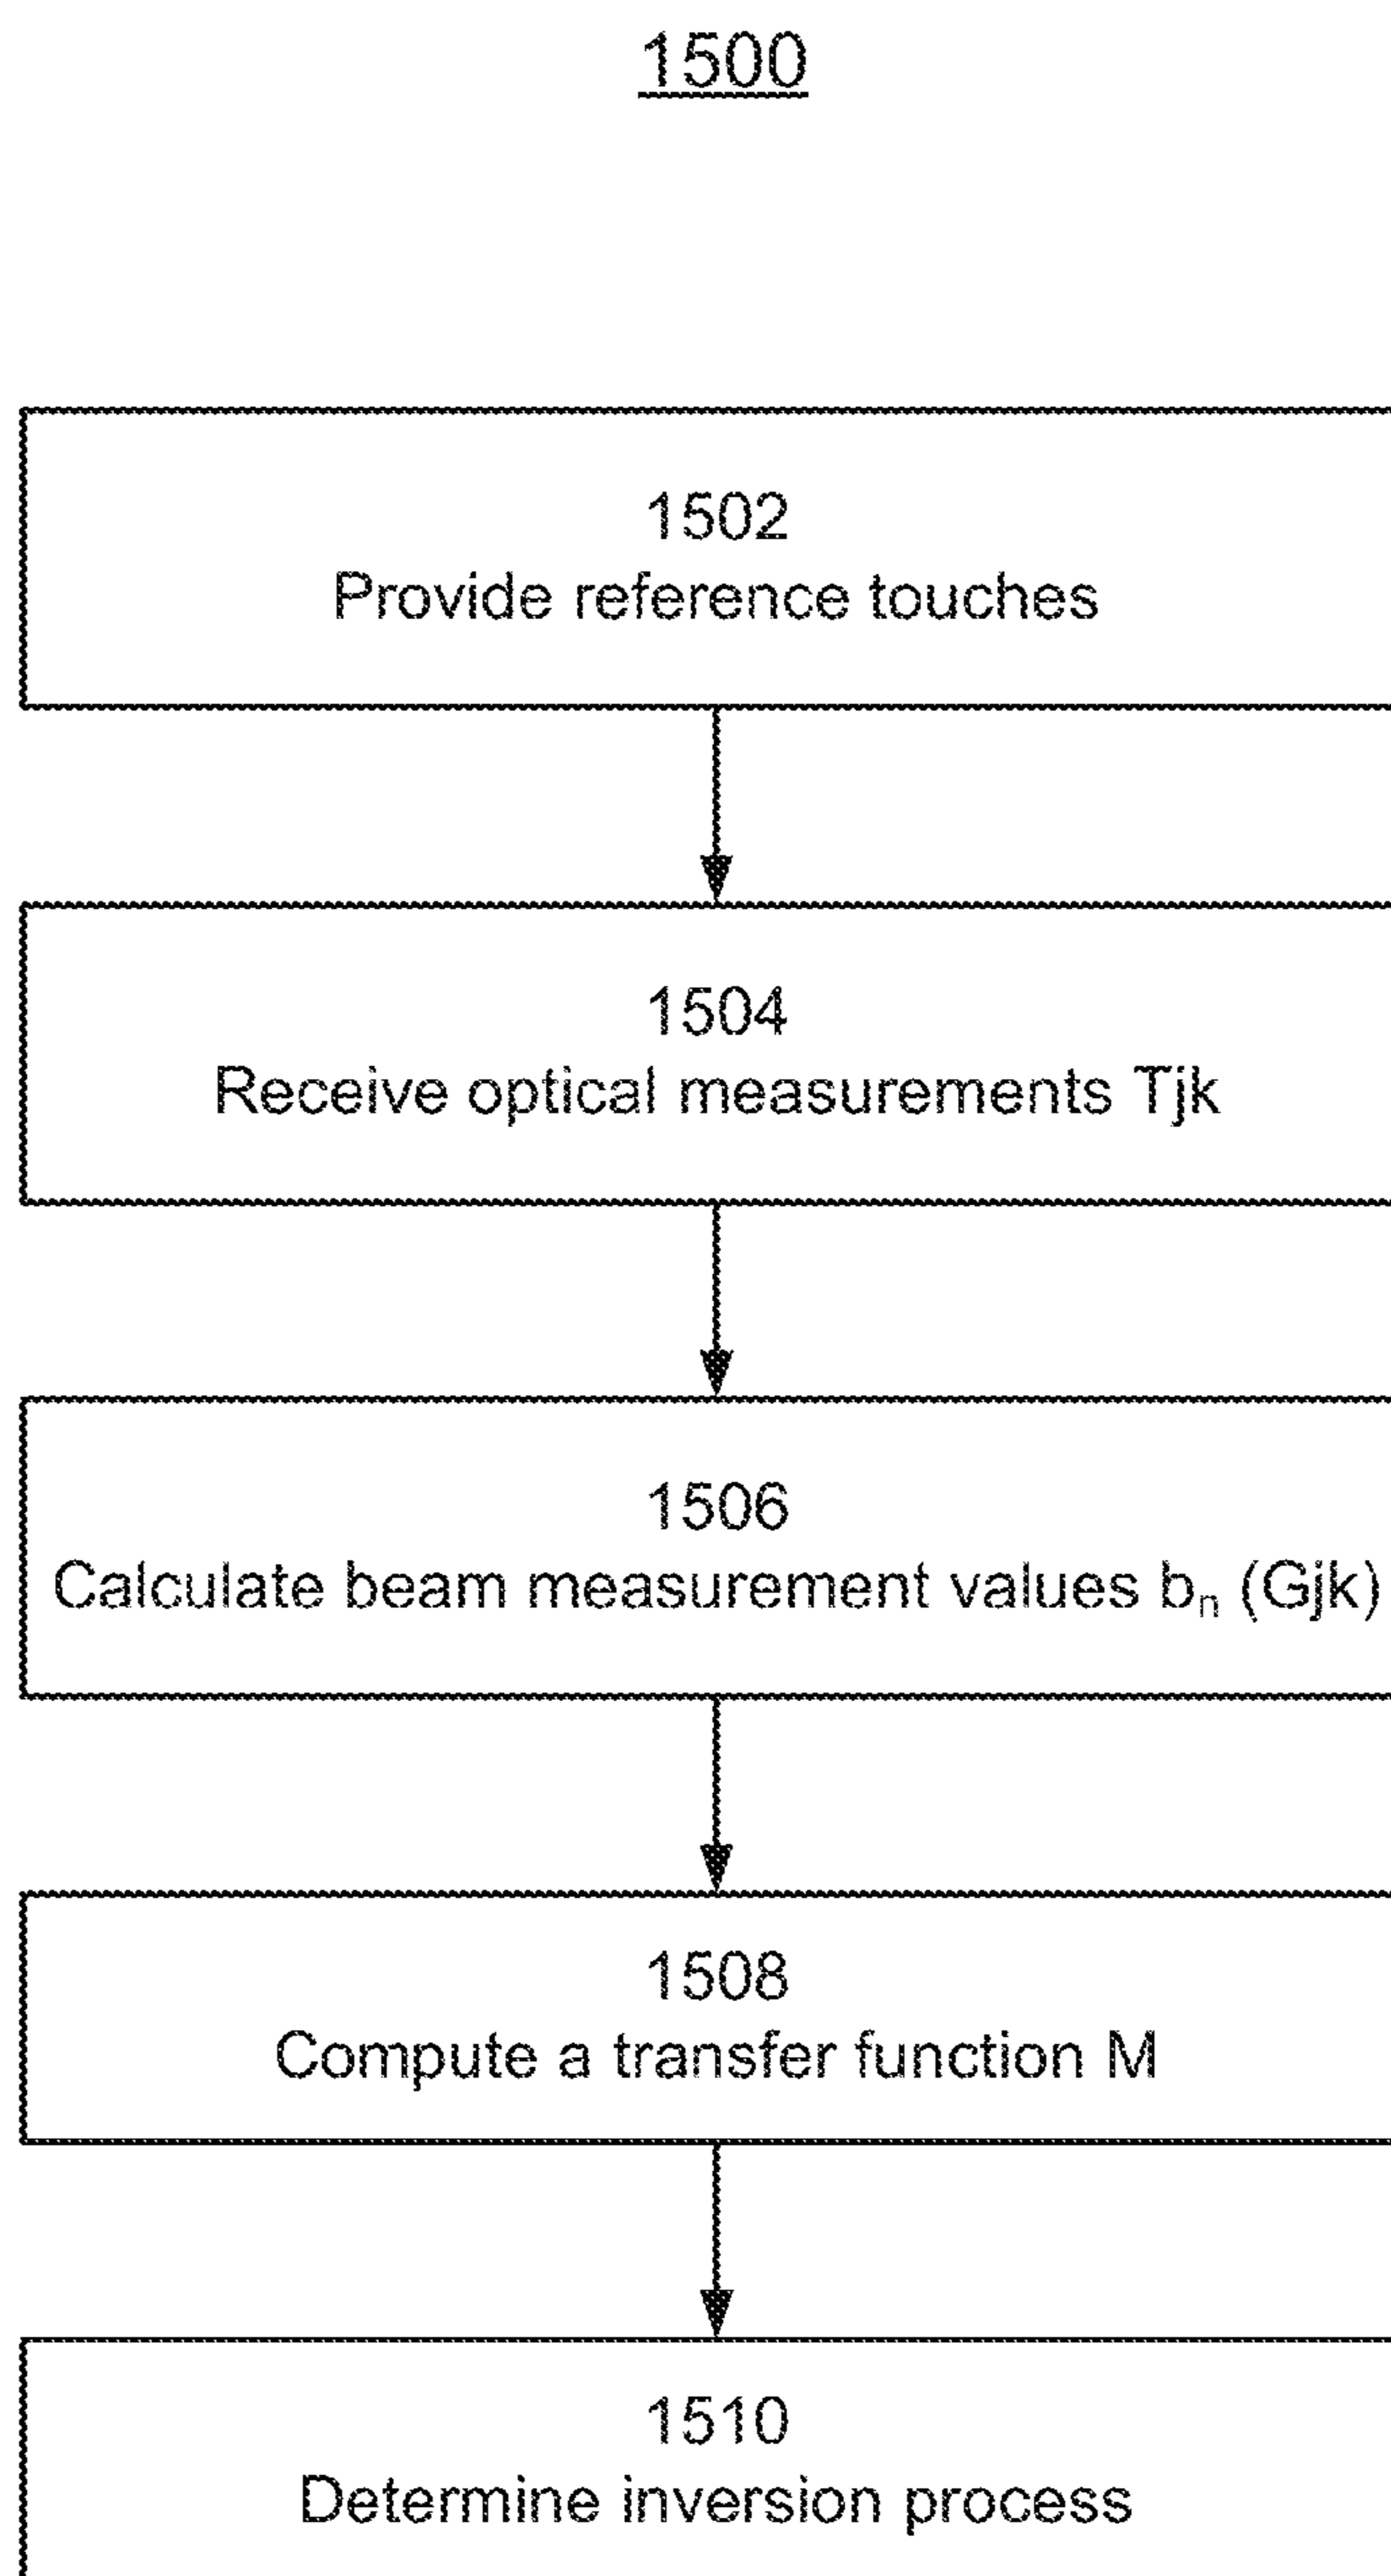 1500
1502
Provide reference touches
1504
Receive optical measurements Tjk
1506
Calculate beam measurement values bₙ (Gjk)
1508
Compute a transfer function M
1510
Determine inversion process